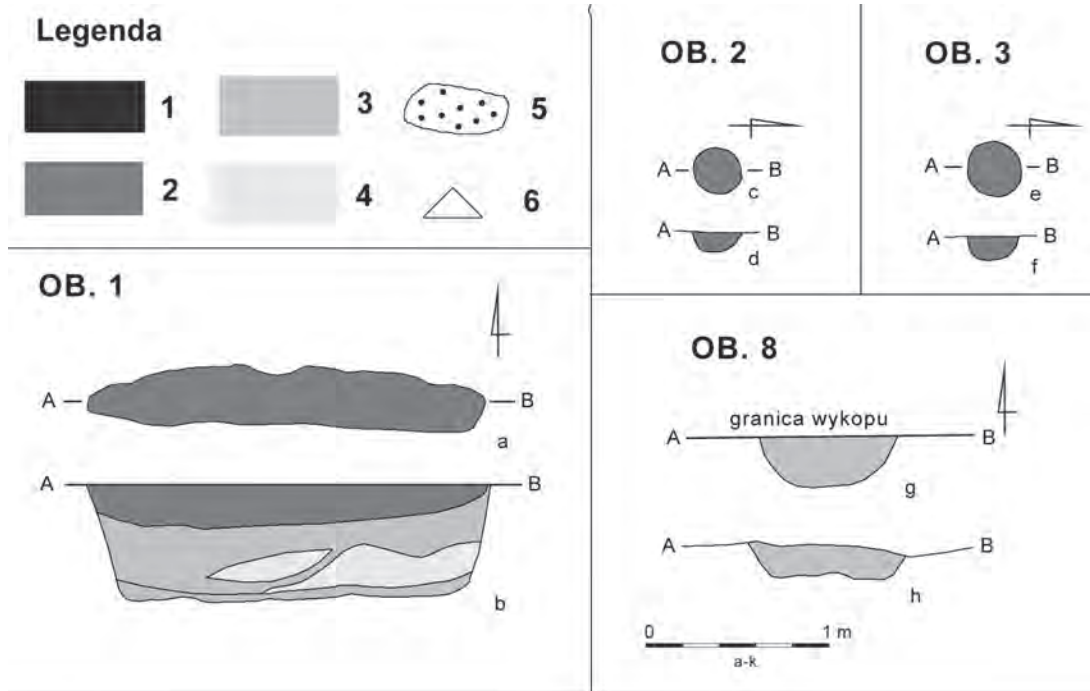 Legenda
1
2
3
4
5
6
OB. 1
A B
a
A B
b
OB. 2
A B
c
A B
d
OB. 3
A B
e
A B
f
OB. 8
granica wykopu
A B
g
A B
h
0 1 m
a-k